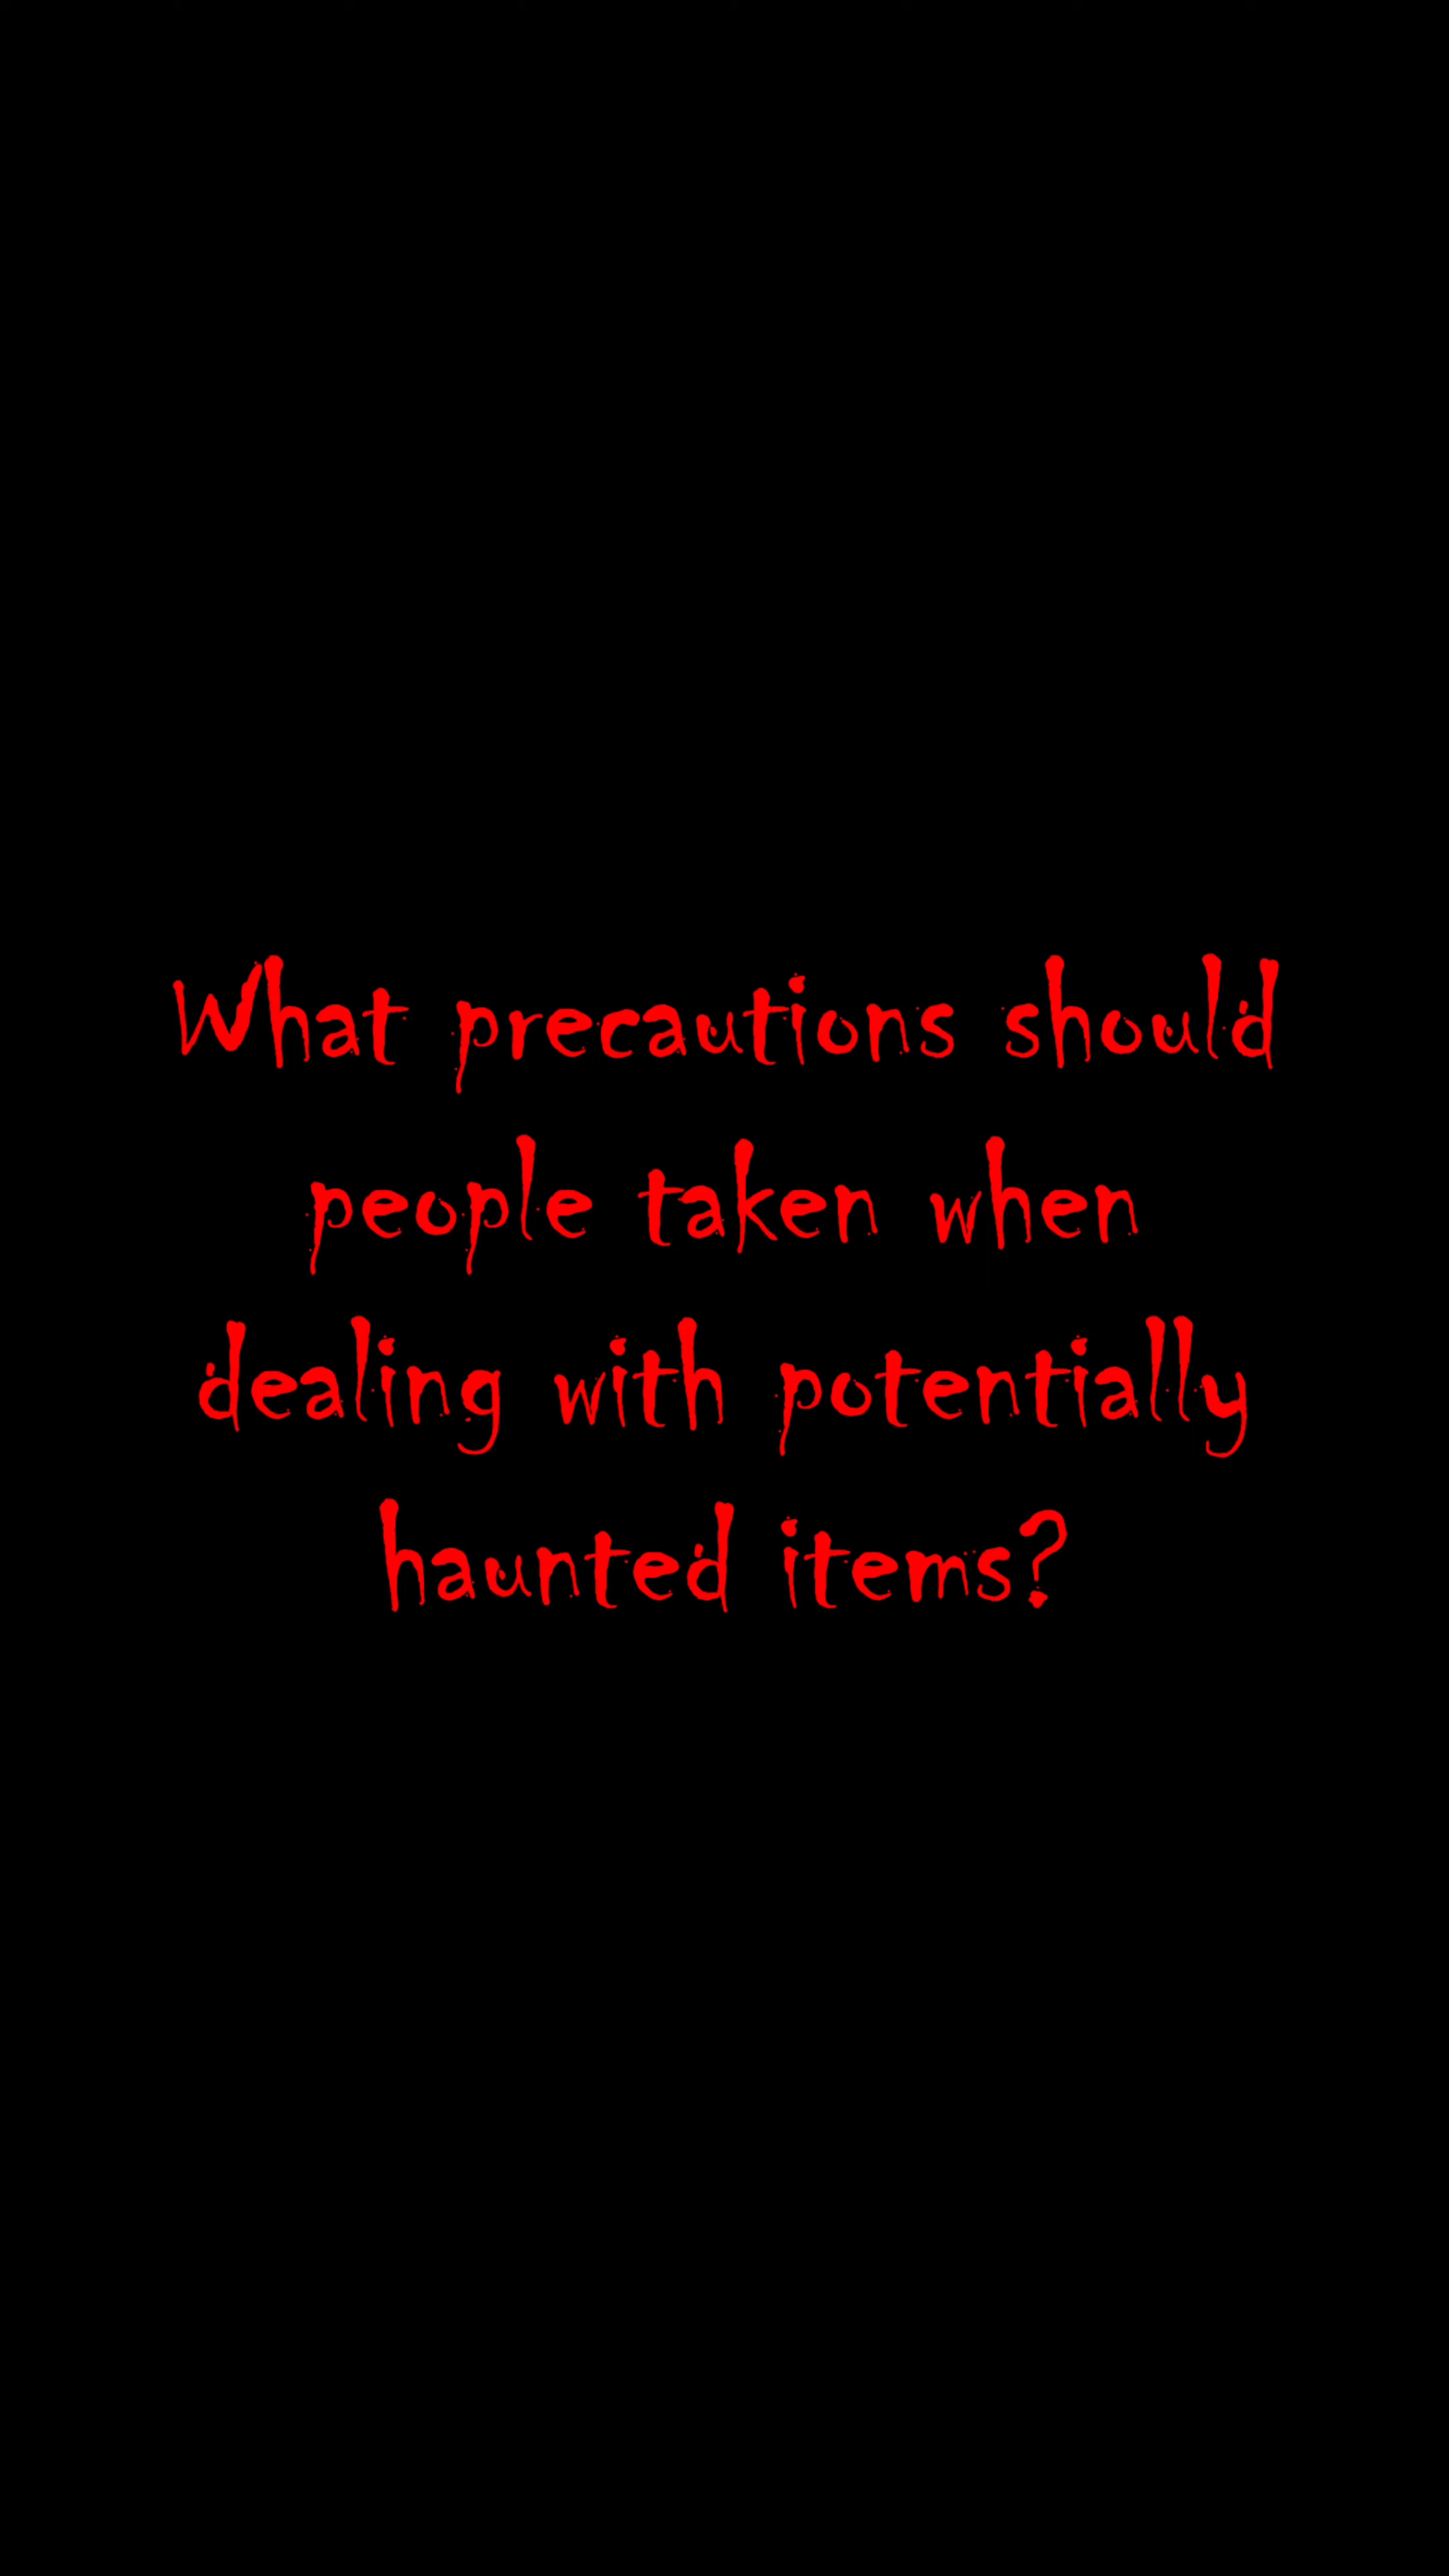 What precautions should
people taken when
dealing with potentially
haunted items?